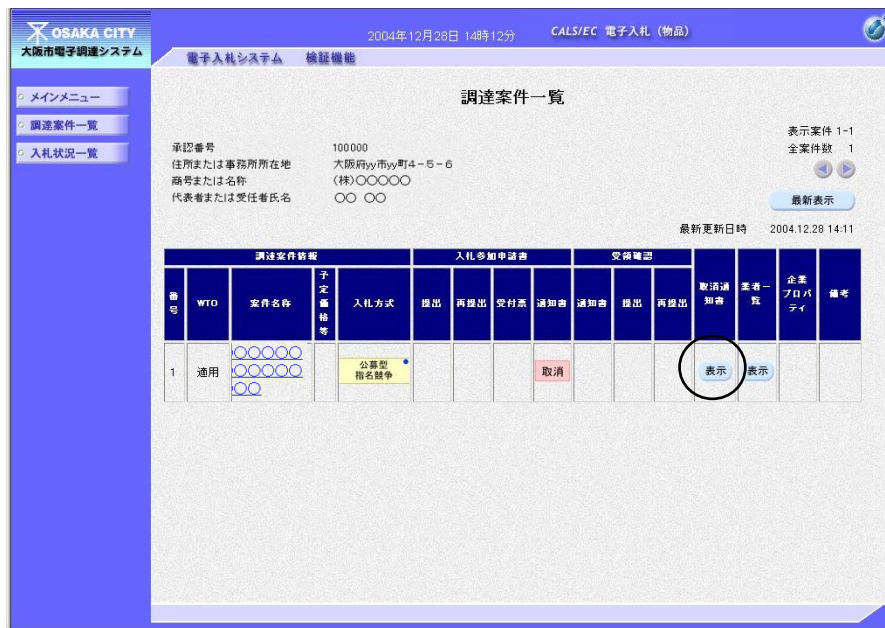 OSAKA CITY
大阪市電子調達システム
2004年12月28日 14時12分
CALS/EC 電子入札（物品）
電子入札システム 検証機能
メインメニュー
調達案件一覧
入札状況一覧
調達案件一覧
表示案件 1-1
全案件数 1
承認番号 100000
住所または事務所所在地 大阪府yy市yy町4－5－6
商号または名称 (株)〇〇〇〇〇
代表者または受任者氏名 〇〇 〇〇
最新表示
最新更新日時 2004.12.28 14:11
調達案件情報 入札参加申請書 受領確認
番号 WTO 案件名称 予定価格等 入札方式 提出 再提出 受付票 通知書 通知書 提出 再提出 取消通知書 業者一覧 企業プロパティ 備考
1 適用 〇〇〇〇〇 公募型 取消 表示 表示
〇〇〇〇〇 指名競争
〇〇